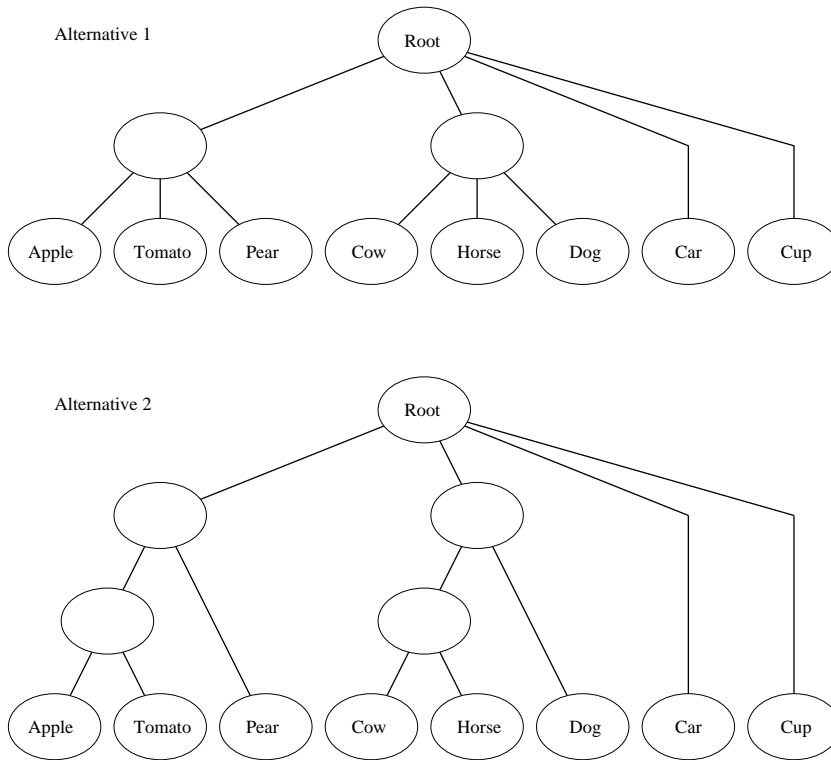 Alternative 1
Root
Apple Tomato Pear Cow Horse Dog Car Cup
Alternative 2
Root
Apple Tomato Pear Cow Horse Dog Car Cup